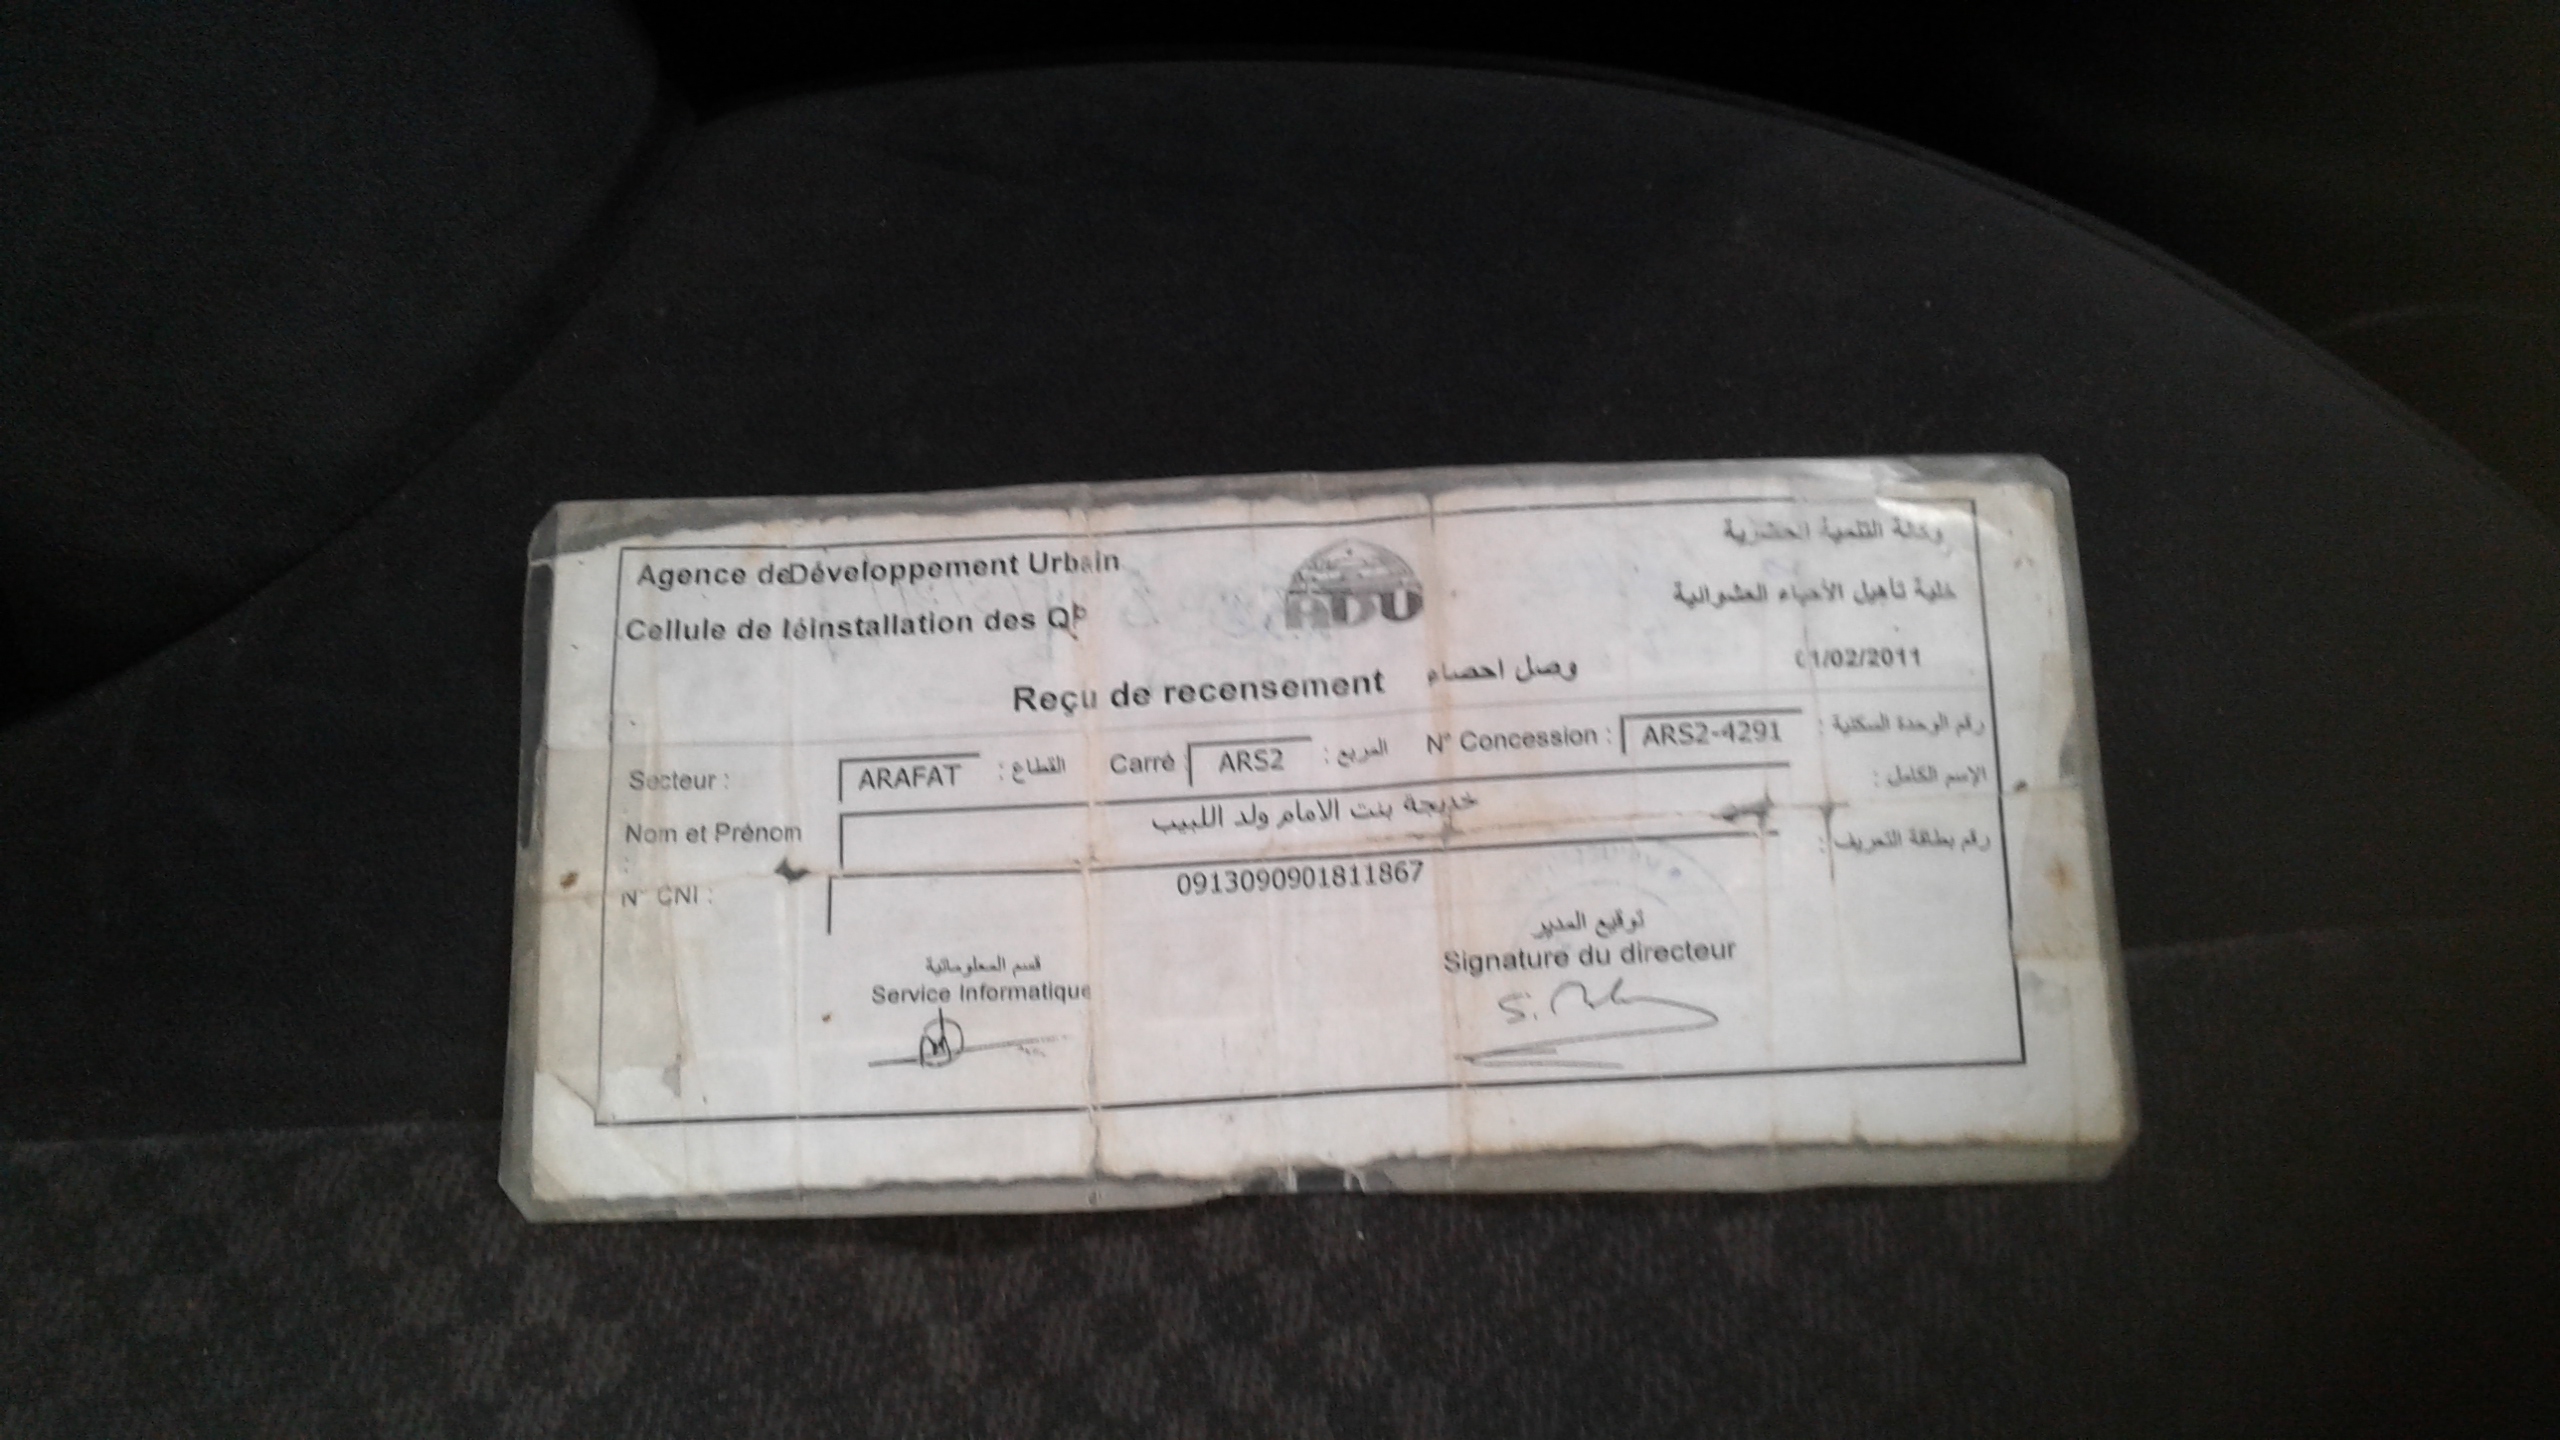 Agence de Développement Urbain
وكالة التنمية الحضرية
Cellule de réinstallation des
خلية تأهيل الأحياء العشوائية
ADU
Reçu de recensement وصل احصاء
01/02/2011
Secteur : ARAFAT القطاع : Carré ARS2 المربع : N° Concession : ARS2-4291 رقم الوحدة السكنية :
Nom et Prénom : خديجة بنت الامام ولد اللبيب الإسم الكامل :
N° CNI : 0913090901811867 رقم بطاقة التعريف :
قسم المعلوماتية
Service Informatique
توقيع المدير
Signature du directeur